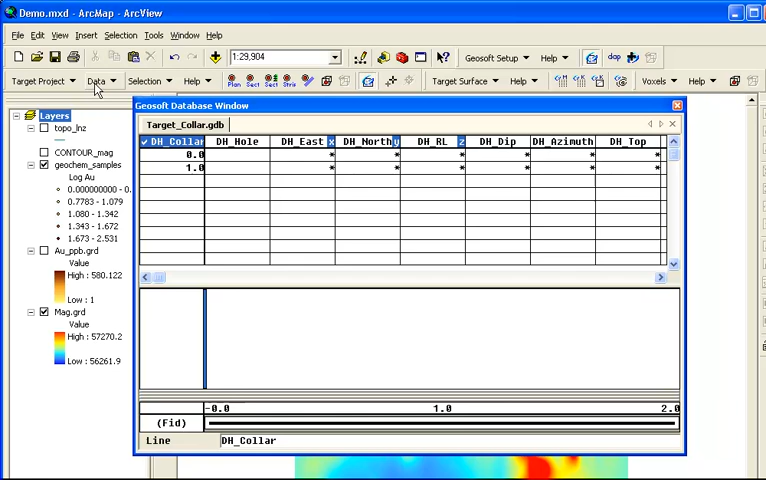 Demo.mxd - ArcMap - ArcView
File Edit View Insert Selection Tools Window Help
1:29,904 Geosoft Setup Help dap
Target Project Data Selection Help Plan Sect Sect Stris Target Surface Help Voxels Help
Layers
topo_lnz
CONTOUR_mag
geochem_samples
Log Au
0.000000000 - 0.
0.7783 - 1.079
1.080 - 1.342
1.343 - 1.672
1.673 - 2.531
Au_ppb.grd
Value
High : 580.122
Low : 1
Mag.grd
Value
High : 57270.2
Low : 56261.9
Geosoft Database Window
Target_Collar.gdb
DH_Collar DH_Hole DH_East x DH_North y DH_RL z DH_Dip DH_Azimuth DH_Top
0.0 * * * * * *
1.0 * * * * * *
-0.0 1.0 2.0
(Fid)
Line DH_Collar